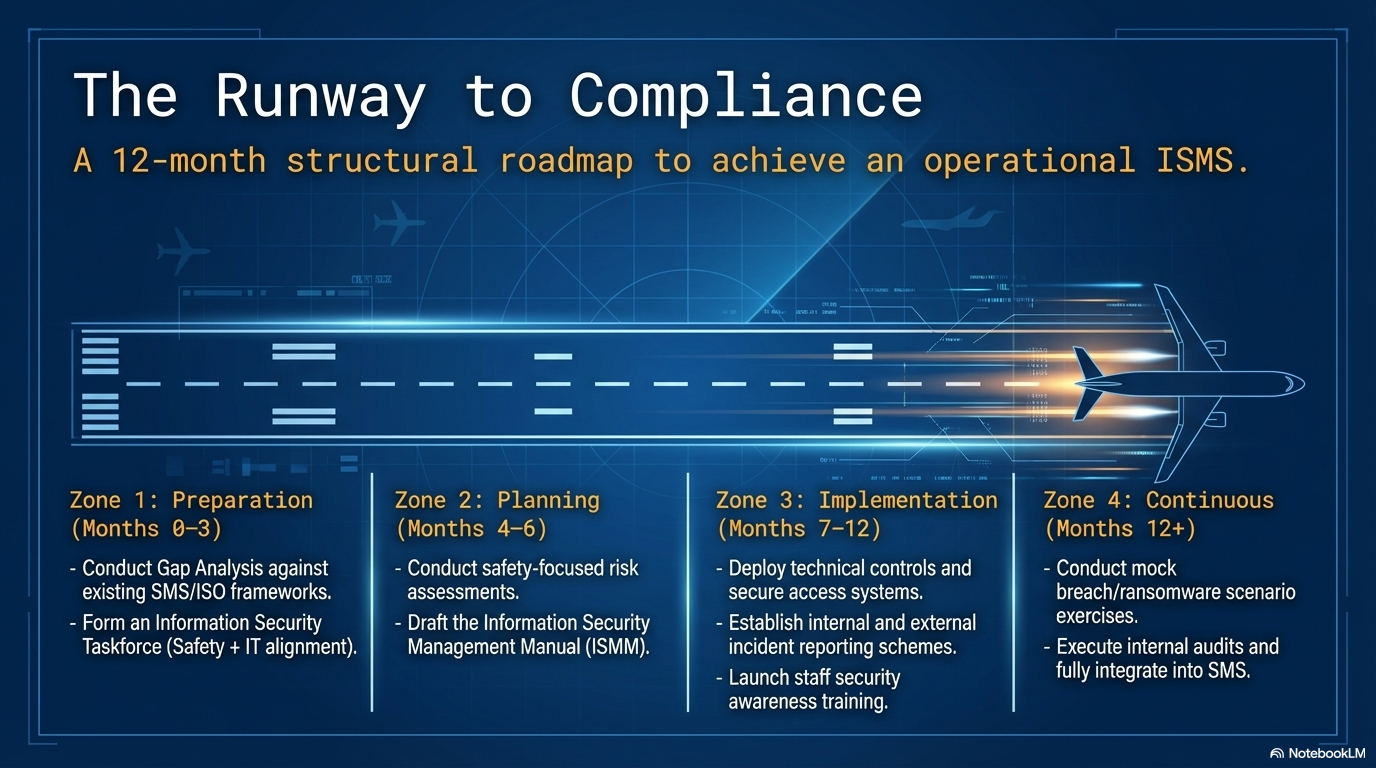 The Runway to Compliance
A 12-month structural roadmap to achieve an operational ISMS.
Zone 1: Preparation
(Months 0–3)
- Conduct Gap Analysis against
existing SMS/ISO frameworks.
- Form an Information Security
Taskforce (Safety + IT alignment).
Zone 2: Planning
(Months 4–6)
- Conduct safety-focused risk
assessments.
- Draft the Information Security
Management Manual (ISMM).
Zone 3: Implementation
(Months 7–12)
- Deploy technical controls and
secure access systems.
- Establish internal and external
incident reporting schemes.
- Launch staff security
awareness training.
Zone 4: Continuous
(Months 12+)
- Conduct mock
breach/ransomware scenario
exercises.
- Execute internal audits and
fully integrate into SMS.
NotebookLM